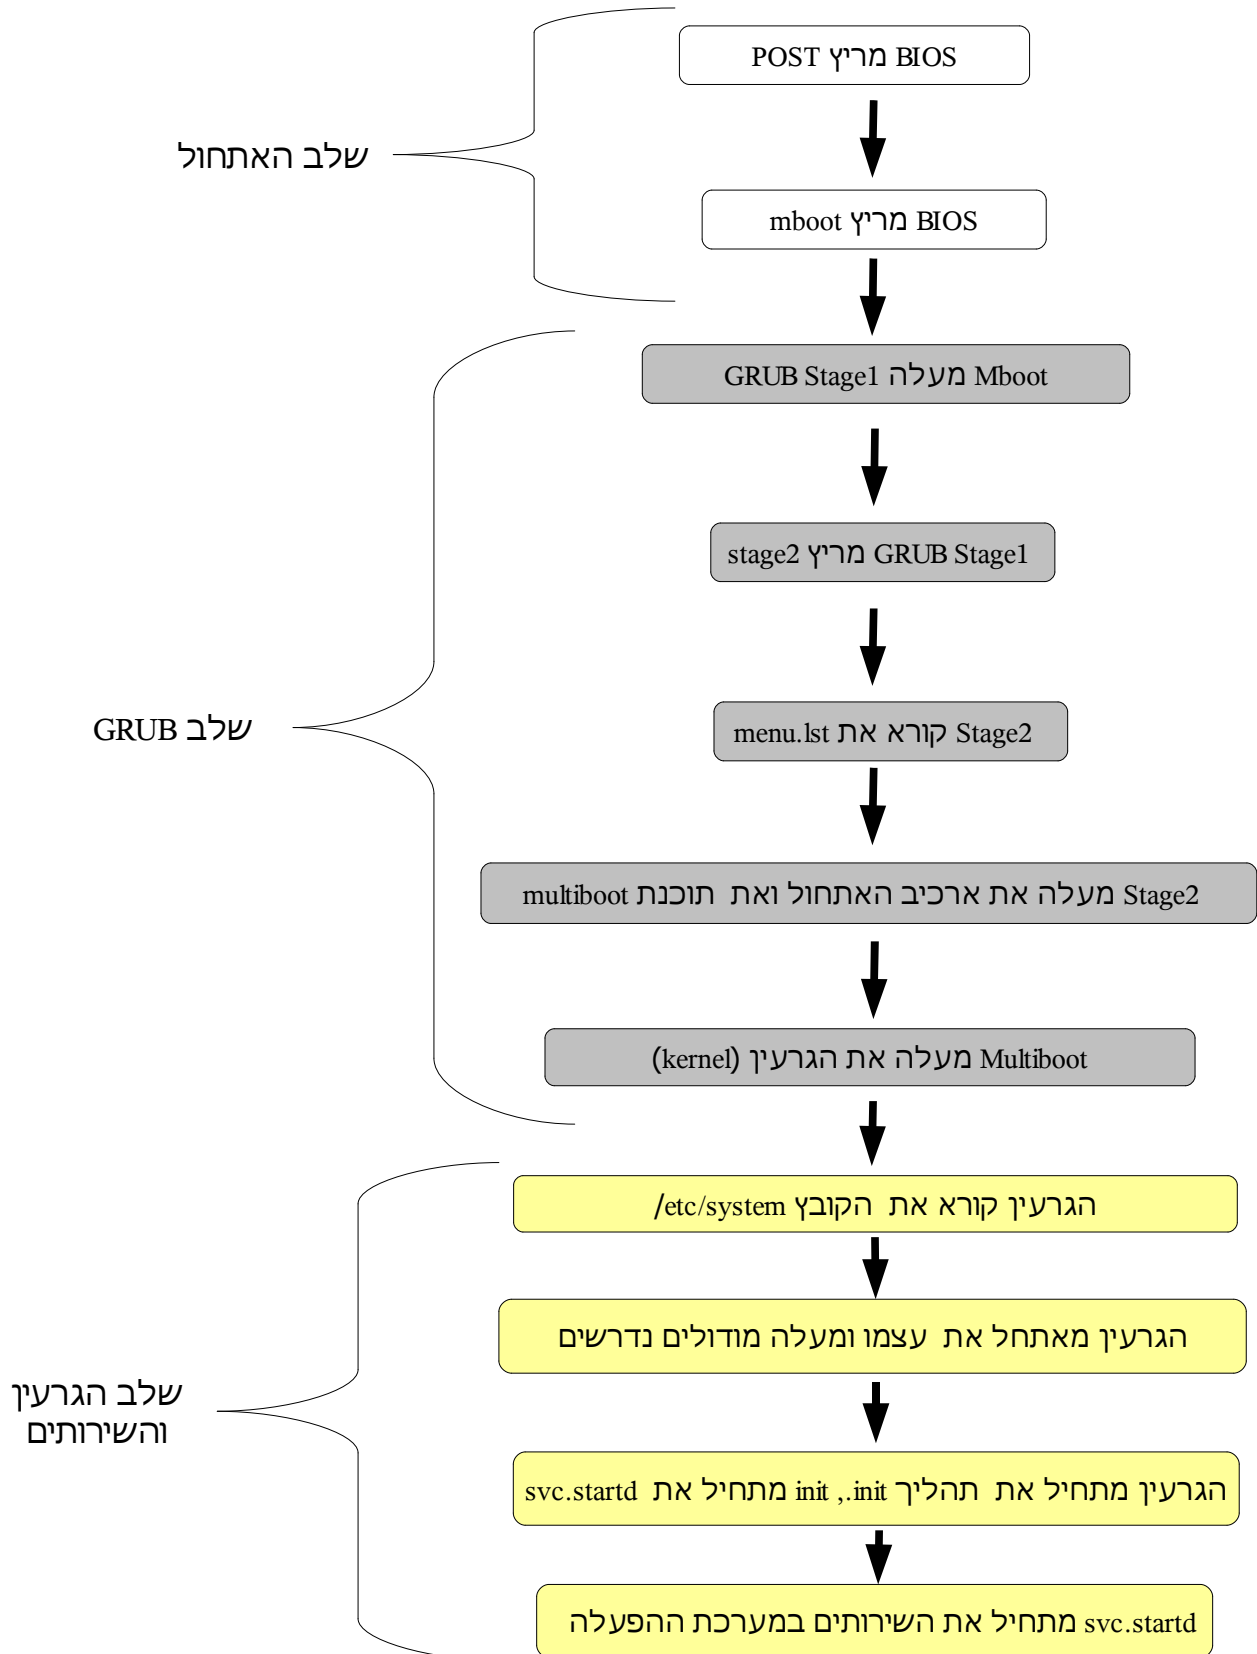 BIOS מריץ POST
שלב האתחול
BIOS מריץ mboot
Mboot מעלה GRUB Stage1
GRUB Stage1 מריץ stage2
Stage2 קורא את menu.lst
שלב GRUB
Stage2 מעלה את ארכיב האתחול ואת תוכנת multiboot
Multiboot מעלה את הגרעין (kernel)
הגרעין קורא את הקובץ /etc/system
הגרעין מאתחל את עצמו ומעלה מודולים נדרשים
שלב הגרעין
והשירותים
הגרעין מתחיל את תהליך init ,.init מתחיל את svc.startd
svc.startd מתחיל את השירותים במערכת ההפעלה